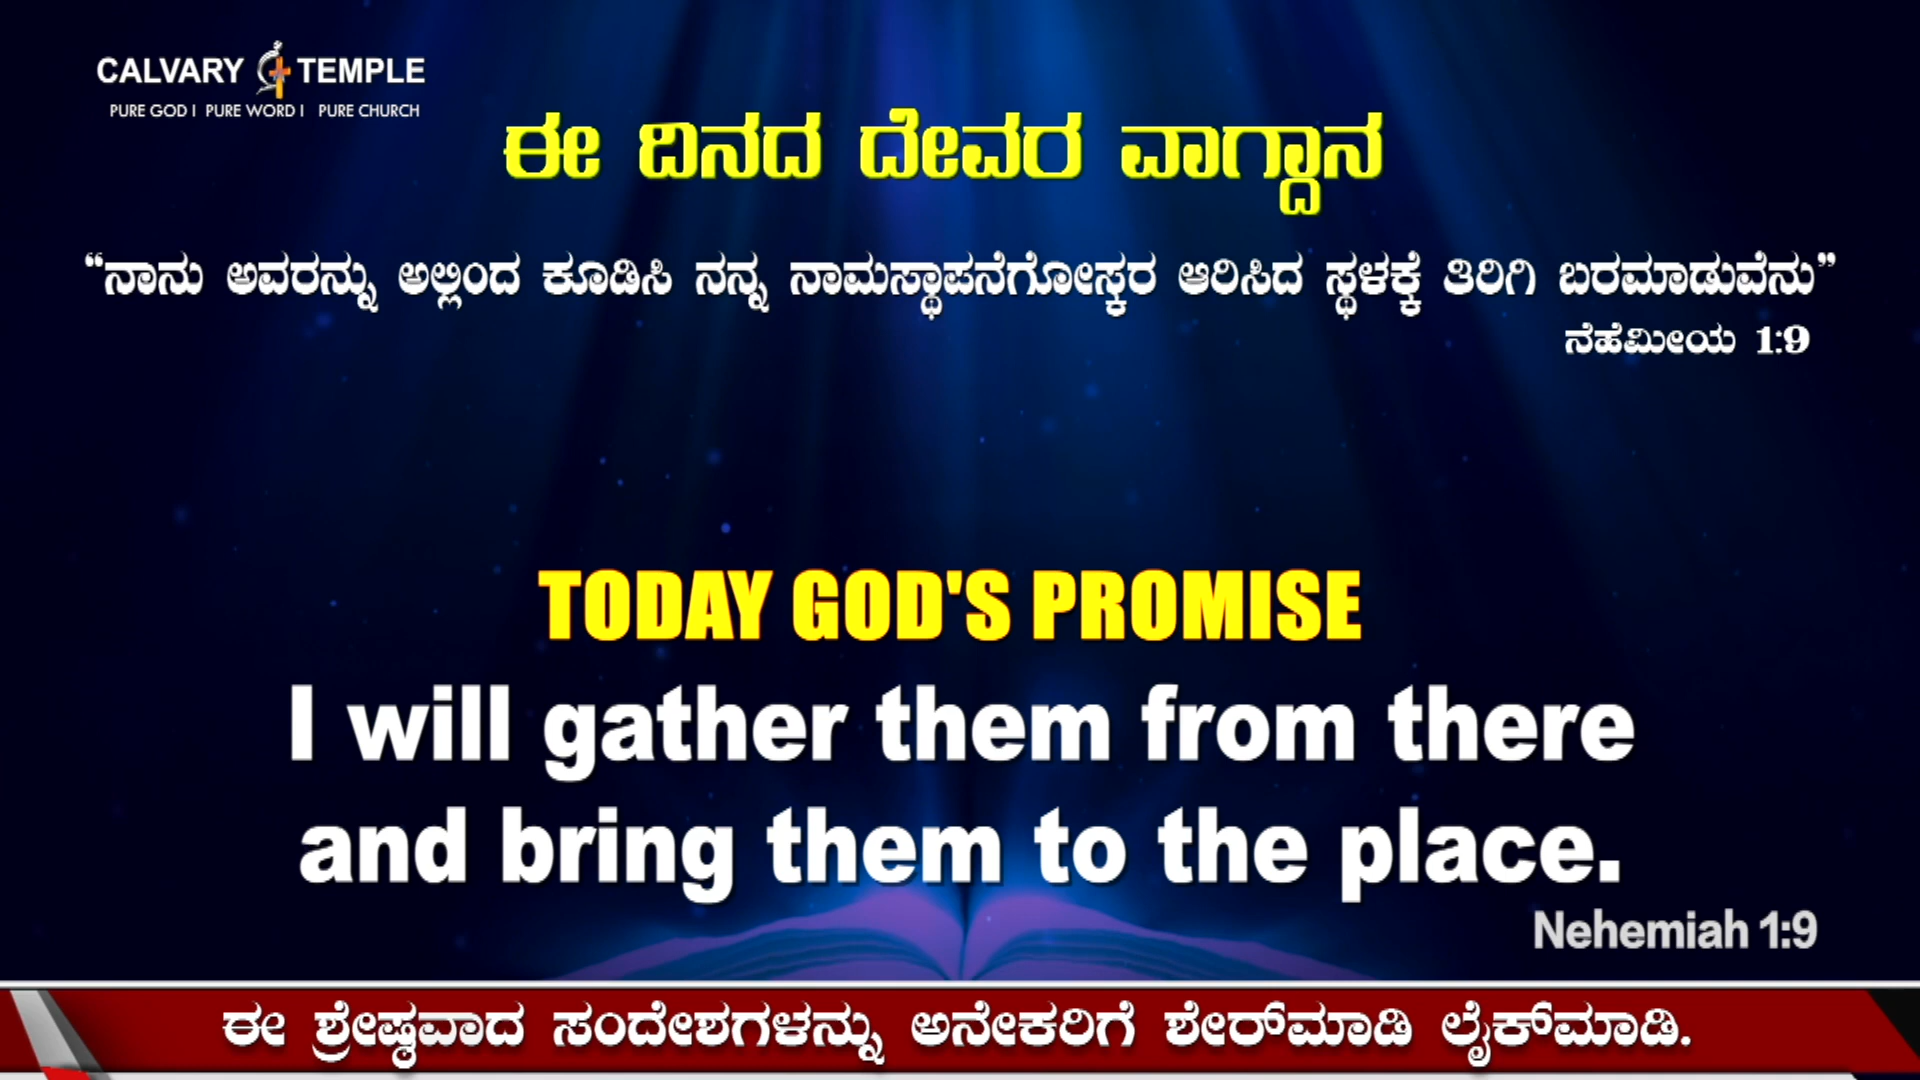 CALVARY TEMPLE
PURE GOD I PURE WORD I PURE CHURCH
ಈ ದಿನದ ದೇವರ ವಾಗ್ದಾನ
“ನಾನು ಅವರನ್ನು ಅಲ್ಲಿಂದ ಕೂಡಿಸಿ ನನ್ನ ನಾಮಸ್ಥಾಪನೆಗೋಸ್ಕರ ಆರಿಸಿದ ಸ್ಥಳಕ್ಕೆ ತಿರಿಗಿ ಬರಮಾಡುವೆನು”
ನೆಹೆಮೀಯ 1:9
TODAY GOD'S PROMISE
I will gather them from there
and bring them to the place.
Nehemiah 1:9
ಈ ಶ್ರೇಷ್ಠವಾದ ಸಂದೇಶಗಳನ್ನು ಅನೇಕರಿಗೆ ಶೇರ್‌ಮಾಡಿ ಲೈಕ್‌ಮಾಡಿ.